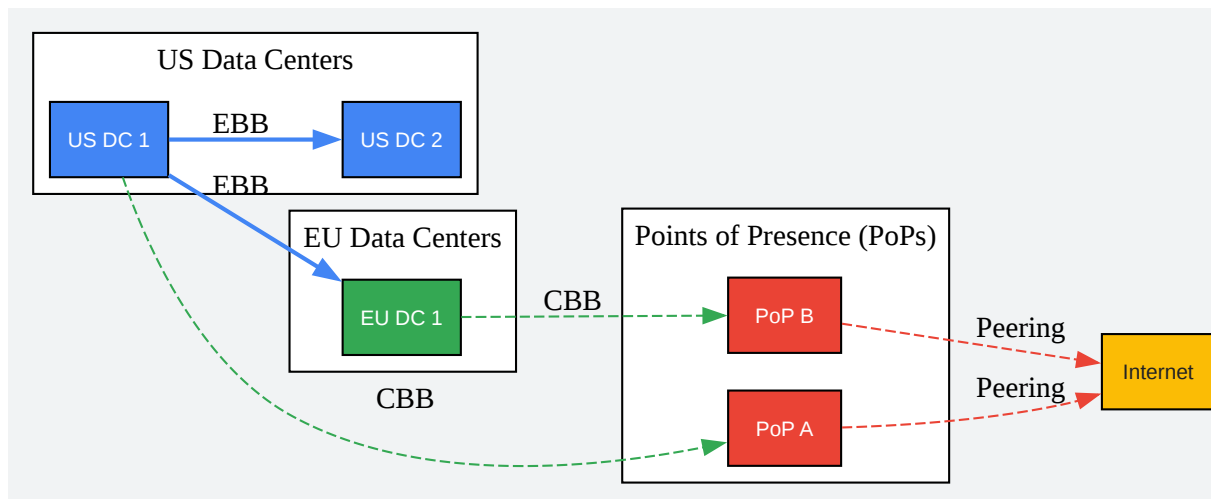 US Data Centers
US DC 1
EBB
US DC 2
EBB
EU Data Centers
EU DC 1
CBB
CBB
Points of Presence (PoPs)
PoP B
PoP A
Peering
Peering
Internet